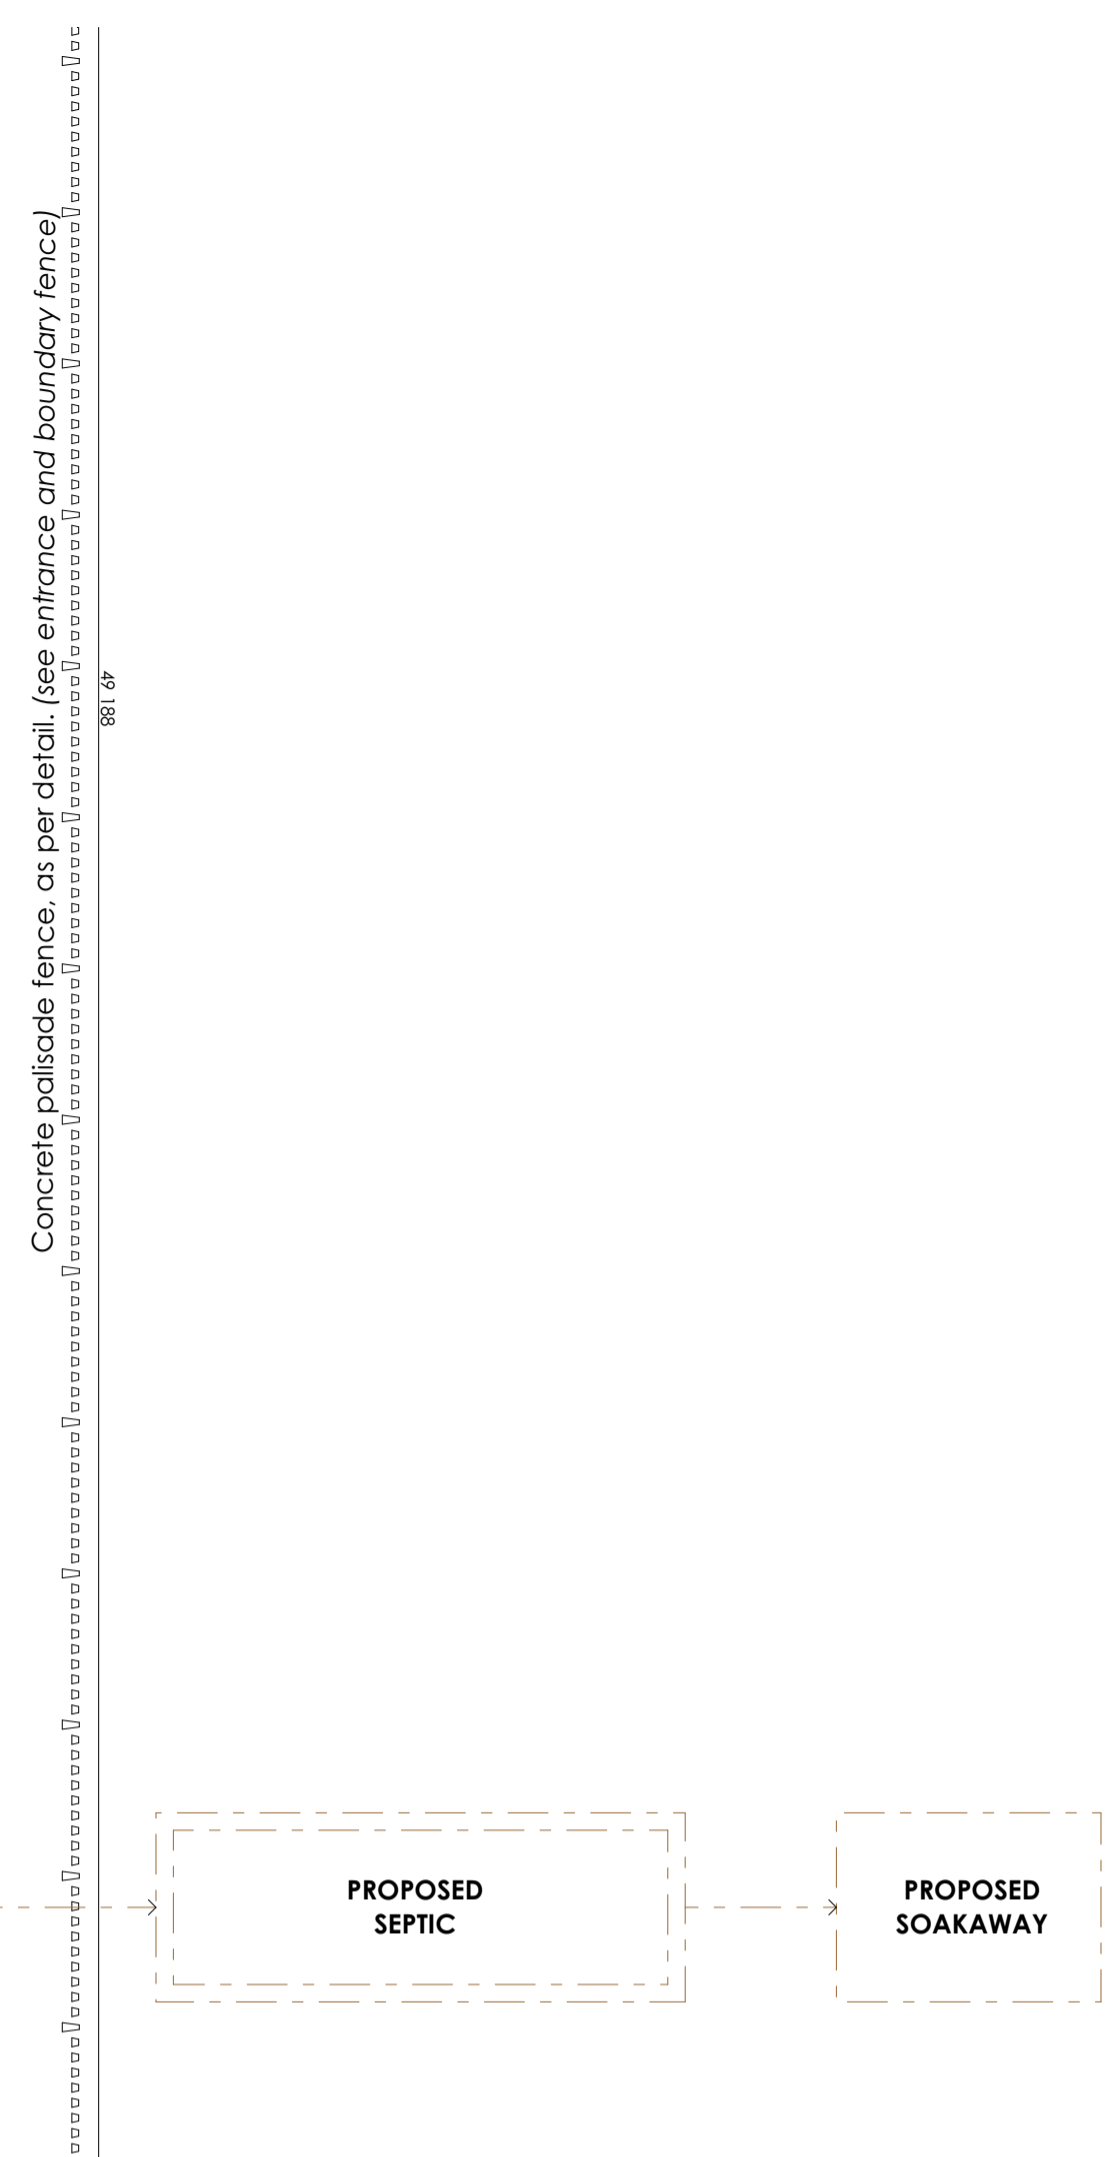 Concrete palisade fence, as per detail. (see entrance and boundary fence)
49 188
PROPOSED
SEPTIC
PROPOSED
SOAKAWAY